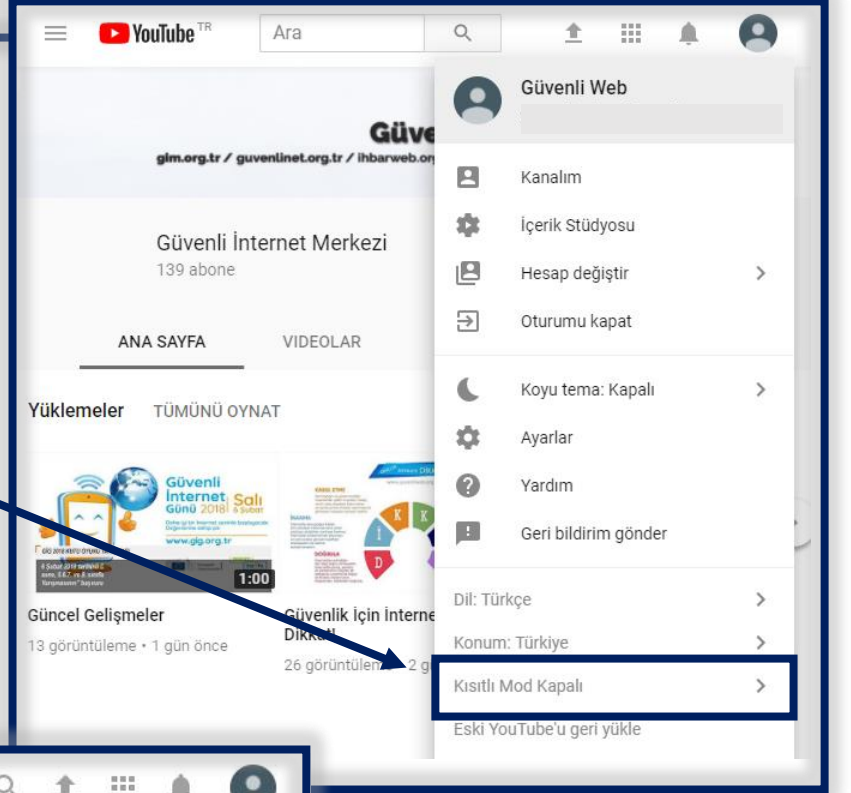 YouTube TR
Ara
Güvenli Web
Güve
gim.org.tr / guvenlinet.org.tr / ihbarweb.org
Kanalım
İçerik Stüdyosu
Güvenli İnternet Merkezi
139 abone
Hesap değiştir
Oturumu kapat
ANA SAYFA
VIDEOLAR
Koyu tema: Kapalı
Yüklemeler
TÜMÜNÜ OYNAT
Ayarlar
Yardım
Geri bildirim gönder
Güvenli
İnternet
Günü 2018
Salı
6 Şubat
www.gig.org.tr
1:00
K
K
İ
D
Güncel Gelişmeler
13 görüntüleme • 1 gün önce
Güvenlik İçin İnterne
Dikkat!
26 görüntüleme
2 g
Dil: Türkçe
Konum: Türkiye
Kısıtlı Mod Kapalı
Eski YouTube'u geri yükle